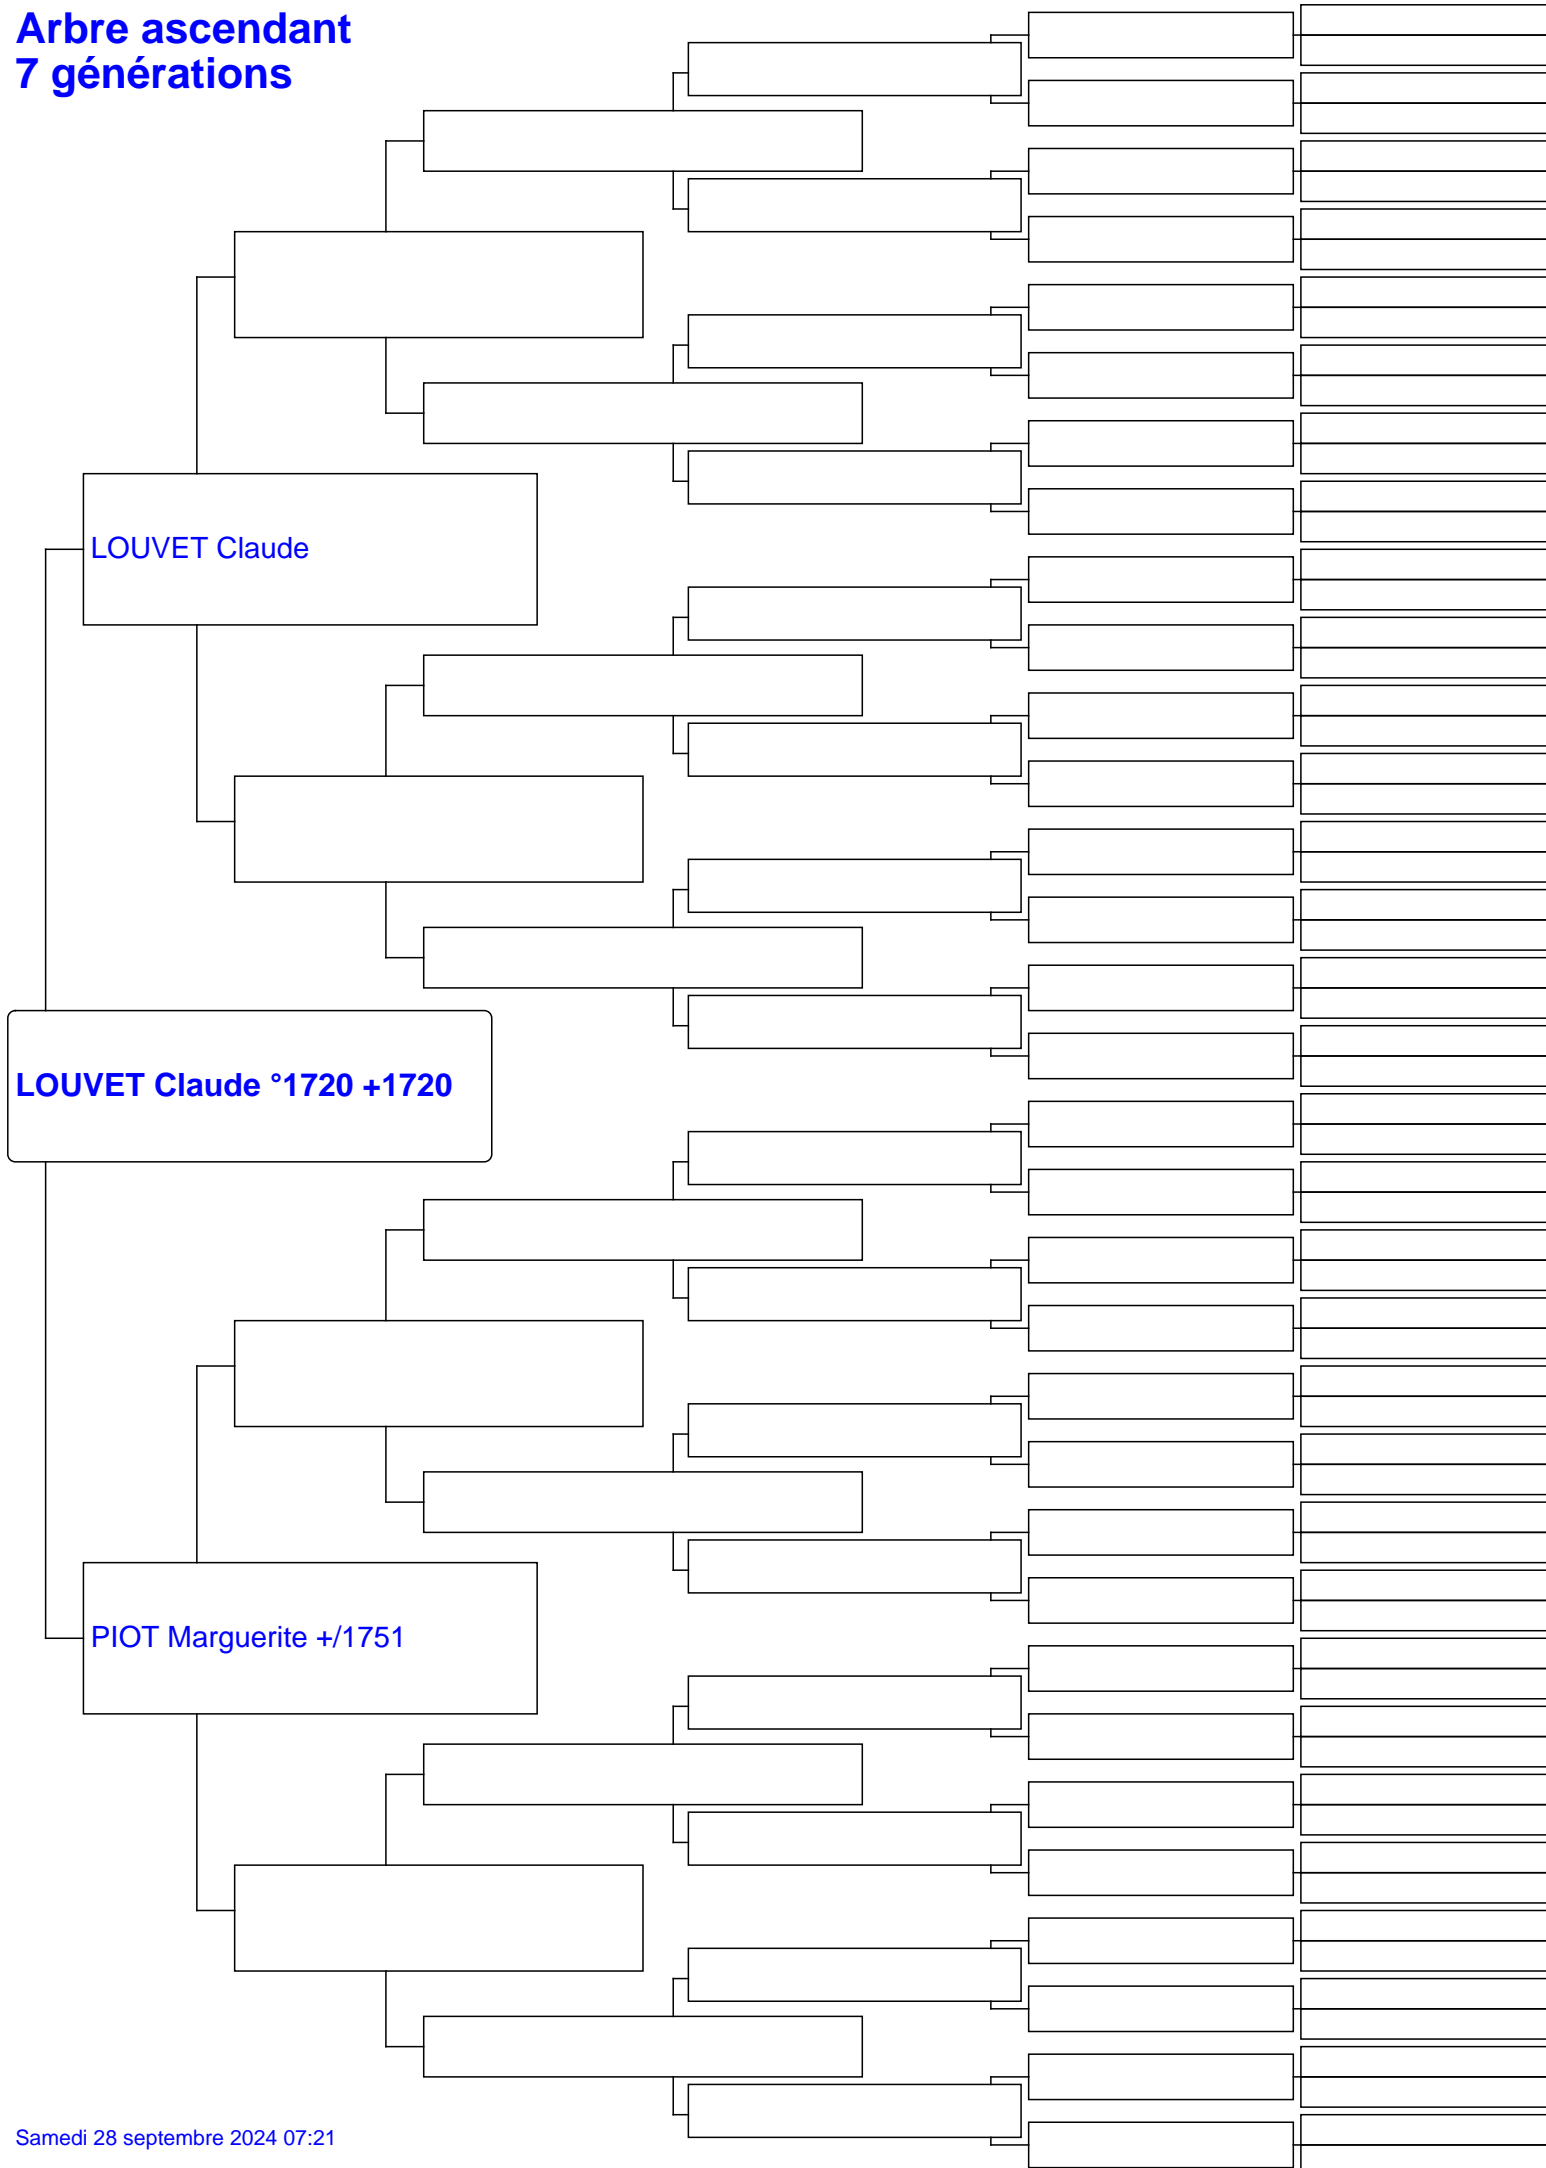 Arbre ascendant
7 générations
LOUVET Claude
LOUVET Claude °1720 +1720
PIOT Marguerite +/1751
Samedi 28 septembre 2024 07:21